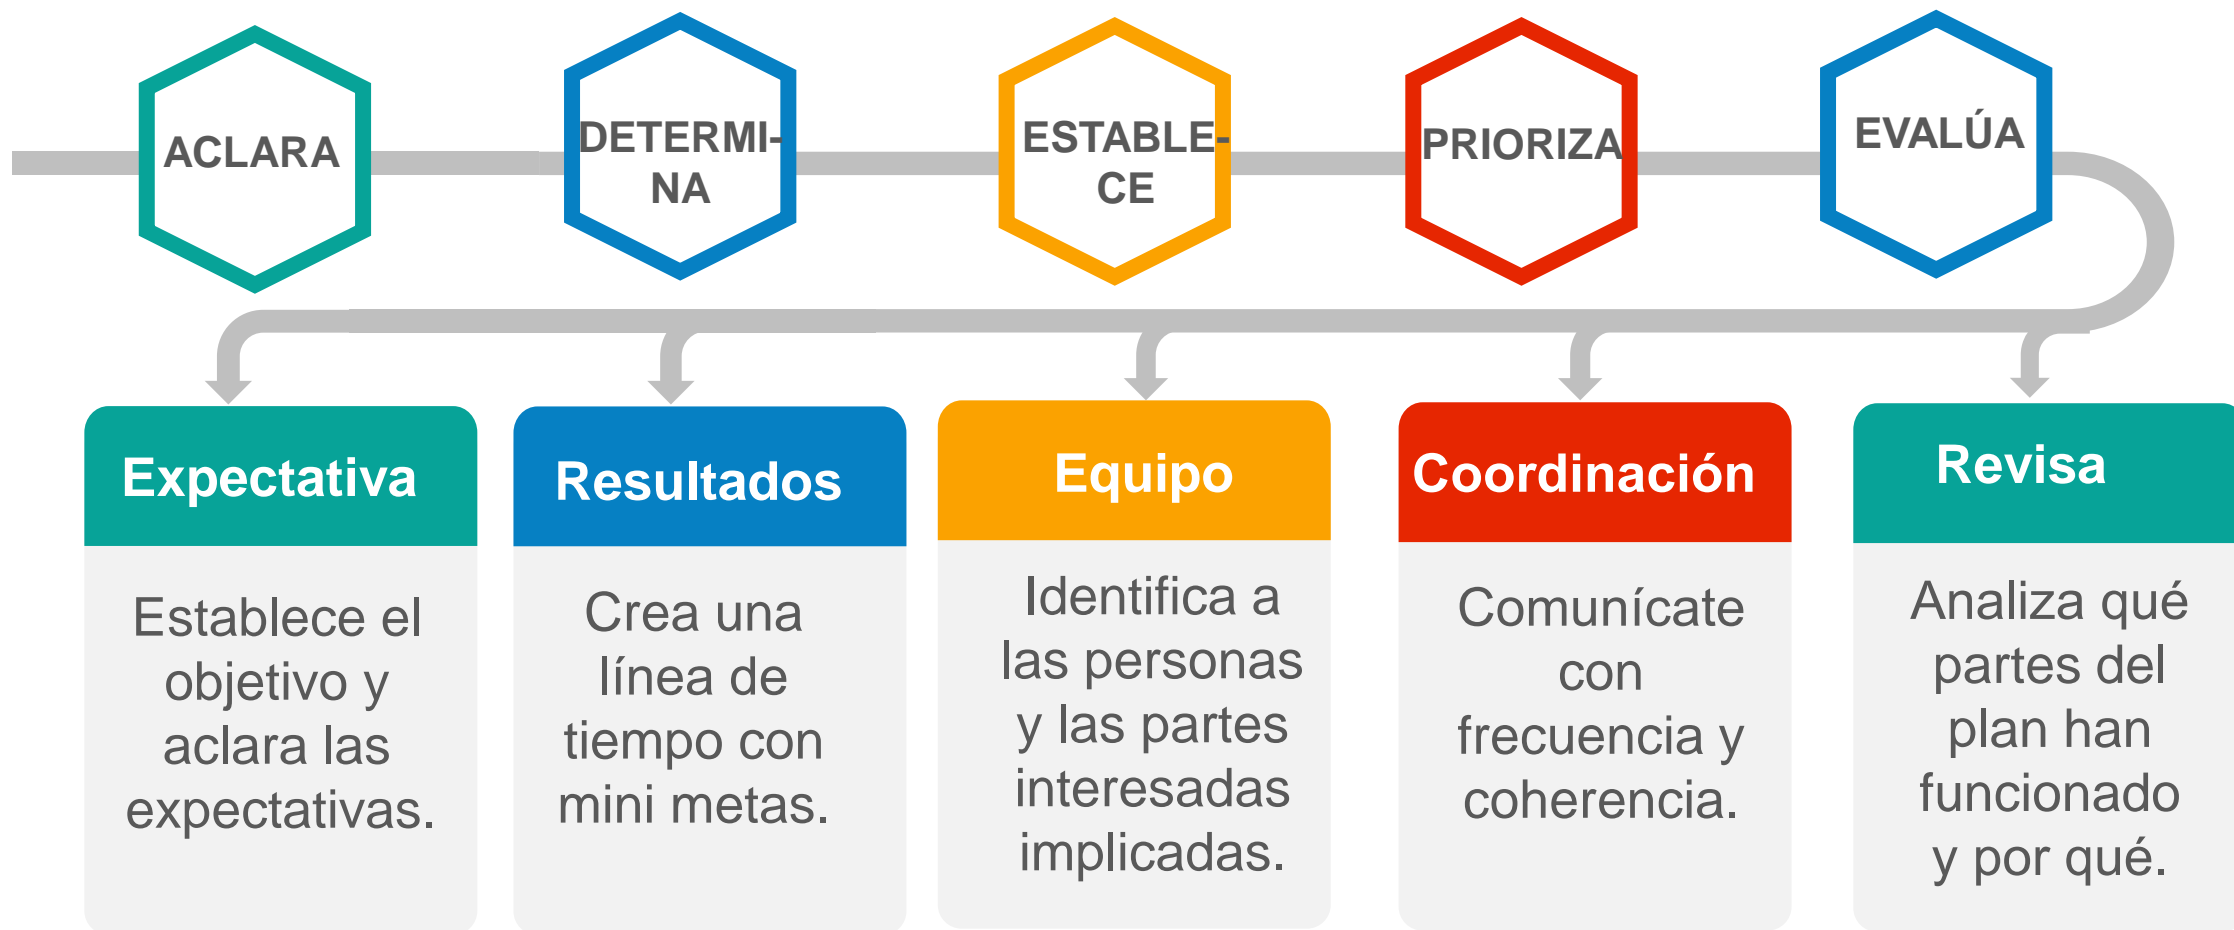 ACLARA
DETERMI-
NA
ESTABLE-
CE
PRIORIZA
EVALÚA
Expectativa
Establece el
objetivo y
aclara las
expectativas.
Resultados
Crea una
línea de
tiempo con
mini metas.
Equipo
Identifica a
las personas
y las partes
interesadas
implicadas.
Coordinación
Comunícate
con
frecuencia y
coherencia.
Revisa
Analiza qué
partes del
plan han
funcionado
y por qué.